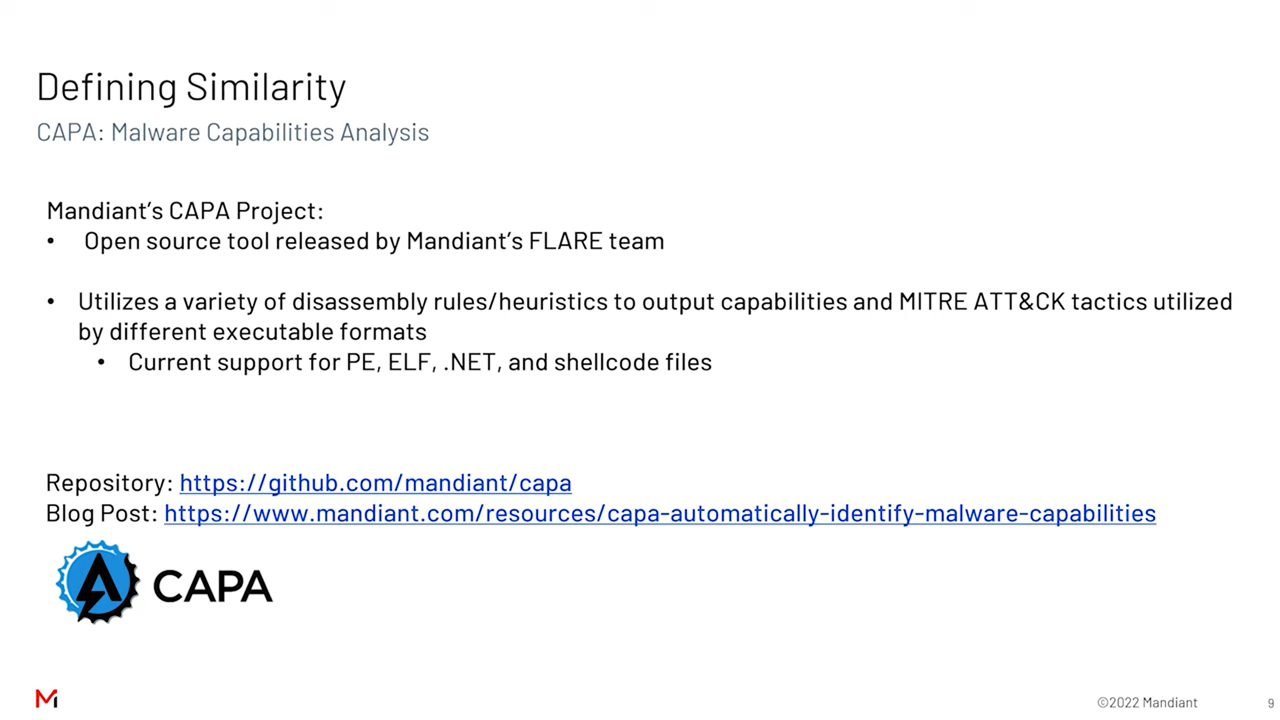 Defining Similarity
CAPA: Malware Capabilities Analysis
Mandiant’s CAPA Project:
• Open source tool released by Mandiant’s FLARE team
• Utilizes a variety of disassembly rules/heuristics to output capabilities and MITRE ATT&CK tactics utilized
by different executable formats
• Current support for PE, ELF, .NET, and shellcode files
Repository: https://github.com/mandiant/capa
Blog Post: https://www.mandiant.com/resources/capa-automatically-identify-malware-capabilities
CAPA
©2022 Mandiant
9